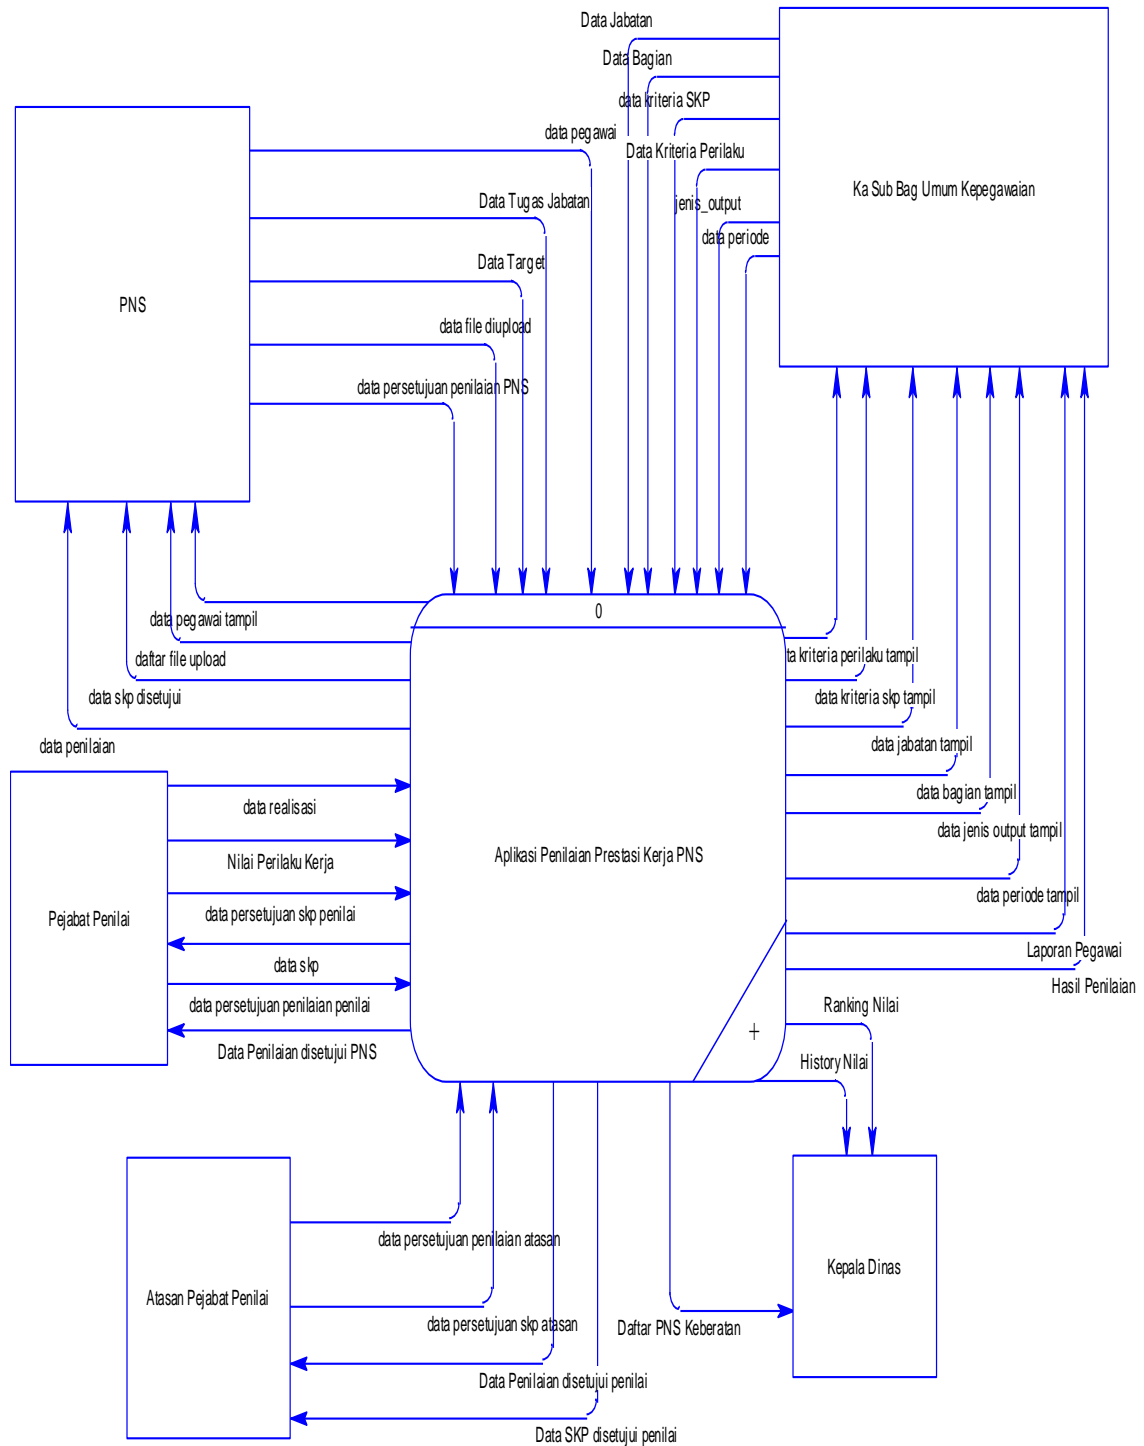 Data Jabatan
Data Bagian
data kriteria SKP
data pegawai
Data Kriteria Perilaku
Ka Sub Bag Umum Kepegawaian
Data Tugas Jabatan
jenis_output
data periode
Data Target
PNS
data file diupload
data persetujuan penilaian PNS
0
data pegawai tampil
ta kriteria perilaku tampil
daftar file upload
data skp disetujui
data kriteria skp tampil
data penilaian
data jabatan tampil
data bagian tampil
data realisasi
data jenis output tampil
Nilai Perilaku Kerja
Aplikasi Penilaian Prestasi Kerja PNS
data periode tampil
data persetujuan skp penilai
Pejabat Penilai
Laporan Pegawai
data skp
Hasil Penilaian
data persetujuan penilaian penilai
Ranking Nilai
+
Data Penilaian disetujui PNS
History Nilai
data persetujuan penilaian atasan
Kepala Dinas
Atasan Pejabat Penilai
data persetujuan skp atasan
Daftar PNS Keberatan
Data Penilaian disetujui penilai
Data SKP disetujui penilai